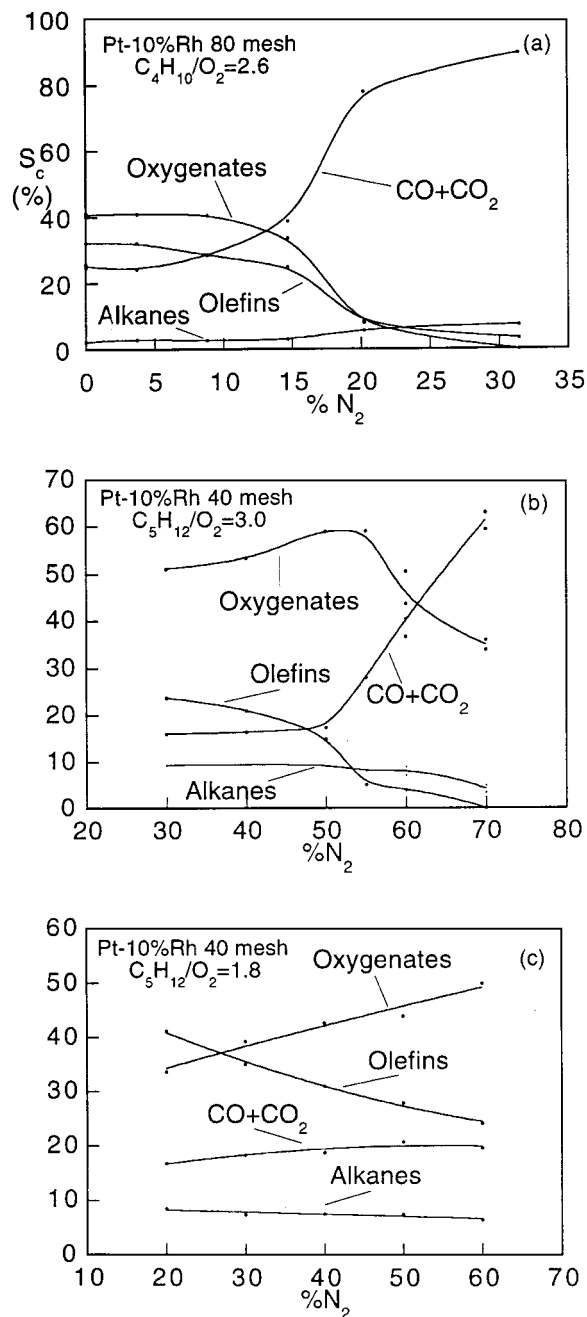 100
(a)
Pt-10%Rh 80 mesh
C4H10/O2=2.6
80
60
Sc
(%)
Oxygenates
CO+CO2
40
20
Alkanes
Olefins
0
0 5 10 15 20 25 30 35
% N2
70
(b)
Pt-10%Rh 40 mesh
C5H12/O2=3.0
60
50
Oxygenates
40
30
Olefins
CO+CO2
20
10
Alkanes
0
20 30 40 50 60 70 80
%N2
60
Pt-10%Rh 40 mesh
Oxygenates
(c)
C5H12/O2=1.8
50
40
Olefins
30
CO+CO2
20
Alkanes
10
0
10 20 30 40 50 60 70
%N2